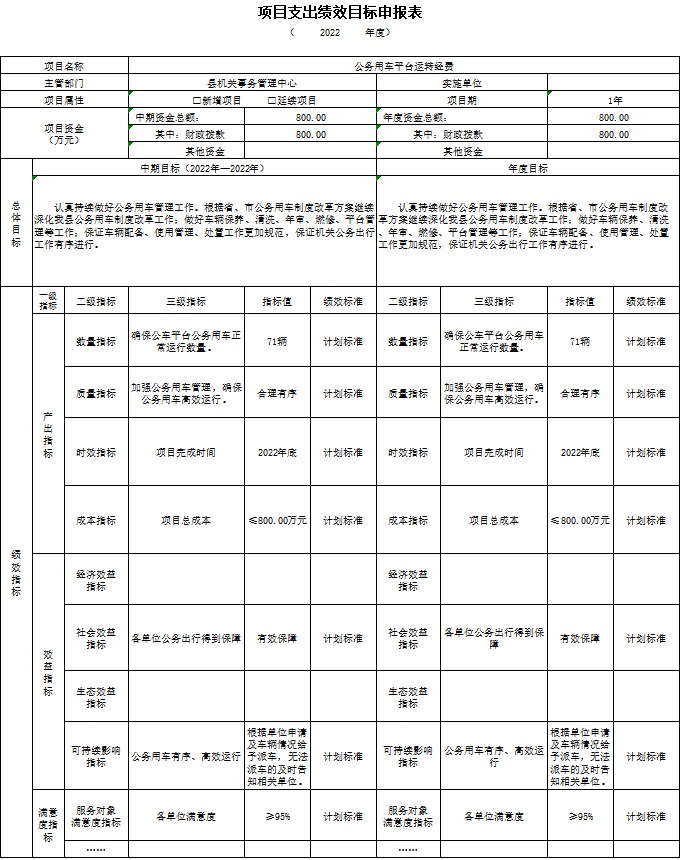 项目支出绩效目标申报表
（ 2022 年度）
项目名称 公务用车平台运转经费
主管部门 县机关事务管理中心 实施单位
项目属性 □新增项目 □延续项目 项目期 1年
项目资金
（万元）
中期资金总额： 800.00 年度资金总额： 800.00
其中：财政拨款 800.00 其中：财政拨款 800.00
其他资金 其他资金
总体目标
中期目标（2022年—2022年） 年度目标
认真持续做好公务用车管理工作。根据省、市公务用车制度改革方案继续
深化我县公务用车制度改革工作；做好车辆保养、清洗、年审、燃修、平台管
理等工作；保证车辆配备、使用管理、处置工作更加规范，保证机关公务出行
工作有序进行。
认真持续做好公务用车管理工作。根据省、市公务用车制度改
革方案继续深化我县公务用车制度改革工作；做好车辆保养、清洗
、年审、燃修、平台管理等工作；保证车辆配备、使用管理、处置
工作更加规范，保证机关公务出行工作有序进行。
绩效指标
一级
指标
二级指标 三级指标 指标值 绩效标准 二级指标 三级指标 指标值 绩效标准
产出指标
数量指标
确保公车平台公务用车正
常运行数量。
71辆 计划标准
数量指标
确保公车平台公务用车
正常运行数量。
71辆 计划标准
质量指标
加强公务用车管理，确保
公务用车高效运行。
合理有序 计划标准
质量指标
加强公务用车管理，确
保公务用车高效运行。
合理有序 计划标准
时效指标 项目完成时间 2022年底 计划标准 时效指标 项目完成时间 2022年底 计划标准
成本指标 项目总成本 ≤800.00万元 计划标准 成本指标 项目总成本 ≤800.00万元 计划标准
效益指标
经济效益
指标
经济效益
指标
社会效益
指标
各单位公务出行得到保障 有效保障 计划标准
社会效益
指标
各单位公务出行得到保
障
有效保障 计划标准
生态效益
指标
生态效益
指标
可持续影响
指标
公务用车有序、高效运行
根据单位申请
及车辆情况给
予派车，无法
派车的及时告
知相关单位。
计划标准
可持续影响
指标
公务用车有序、高效运
行
根据单位申请
及车辆情况给
予派车，无法
派车的及时告
知相关单位。
计划标准
满意
度指
标
服务对象
满意度指标
各单位满意度 ≥95% 计划标准
服务对象
满意度指标
各单位满意度 ≥95% 计划标准
…… ……